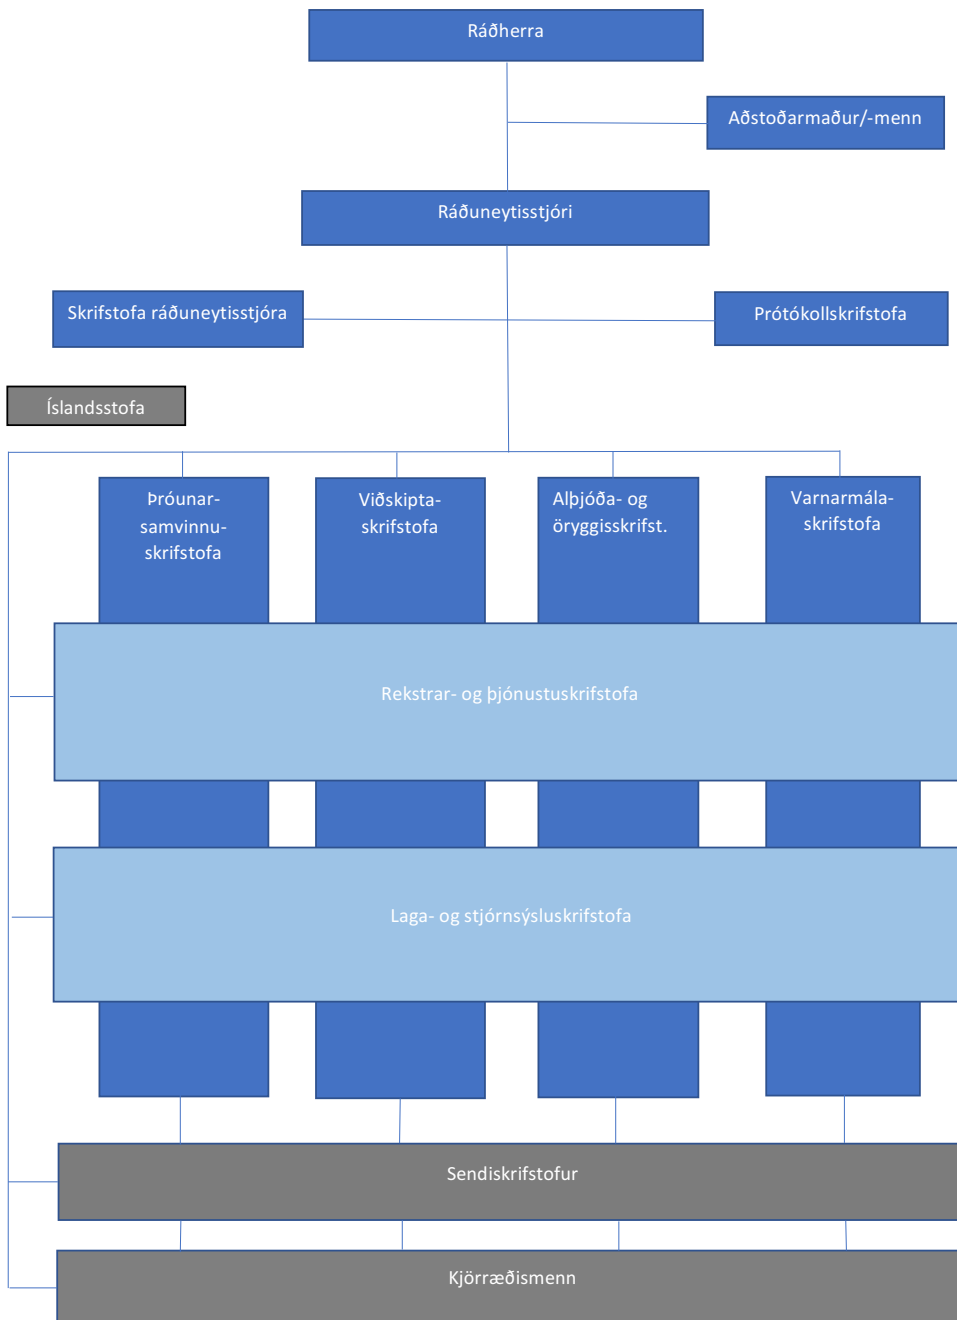 Ráðherra
Aðstoðarmaður/-menn
Ráðuneytisstjóri
Skrifstofa ráðuneytisstjóra
Prótókollskrifstofa
Íslandsstofa
Þróunar-
samvinnu-
skrifstofa
Viðskipta-
skrifstofa
Alþjóða- og
öryggisskrifst.
Varnarmála-
skrifstofa
Rekstrar- og þjónustuskrifstofa
Laga- og stjórnsýsluskrifstofa
Sendiskrifstofur
Kjörræðismenn